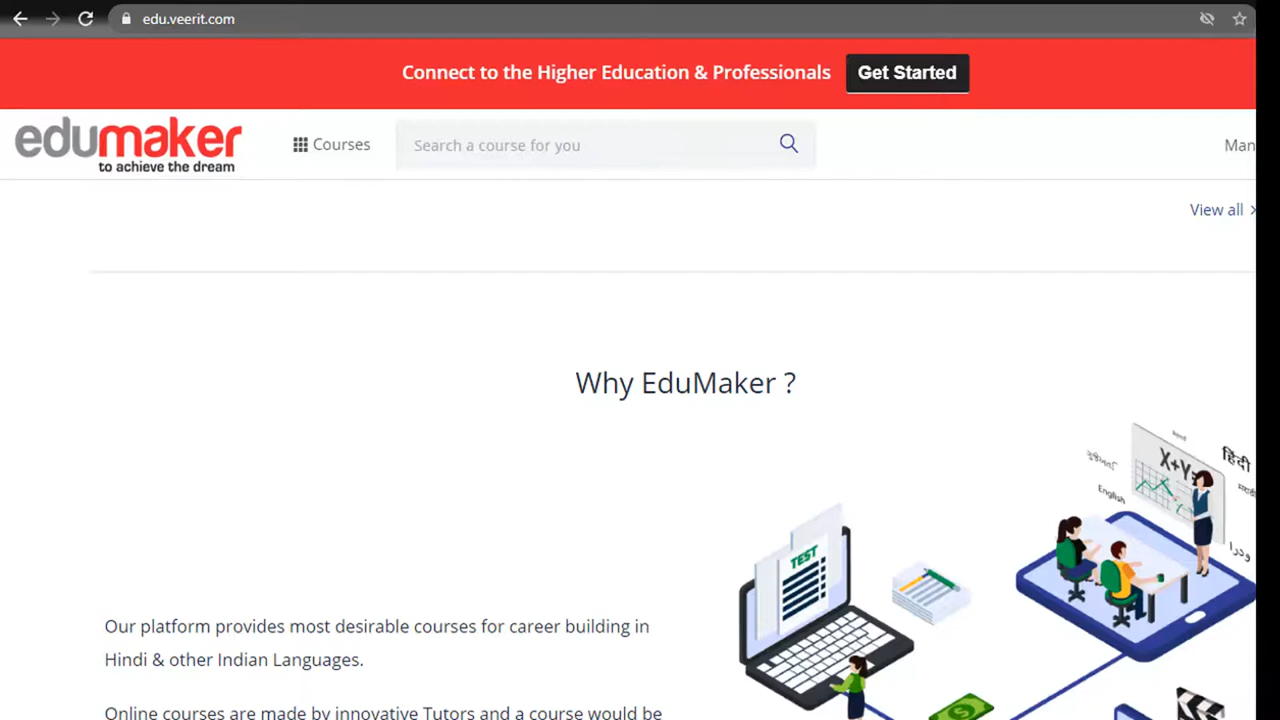 edu.veerit.com
Connect to the Higher Education & Professionals
Get Started
edumaker
to achieve the dream
Courses
Search a course for you
Man
View all
Why EduMaker ?
X+Y=
हिंदी
English
TEST
Our platform provides most desirable courses for career building in
Hindi & other Indian Languages.
Online courses are made by innovative Tutors and a course would be